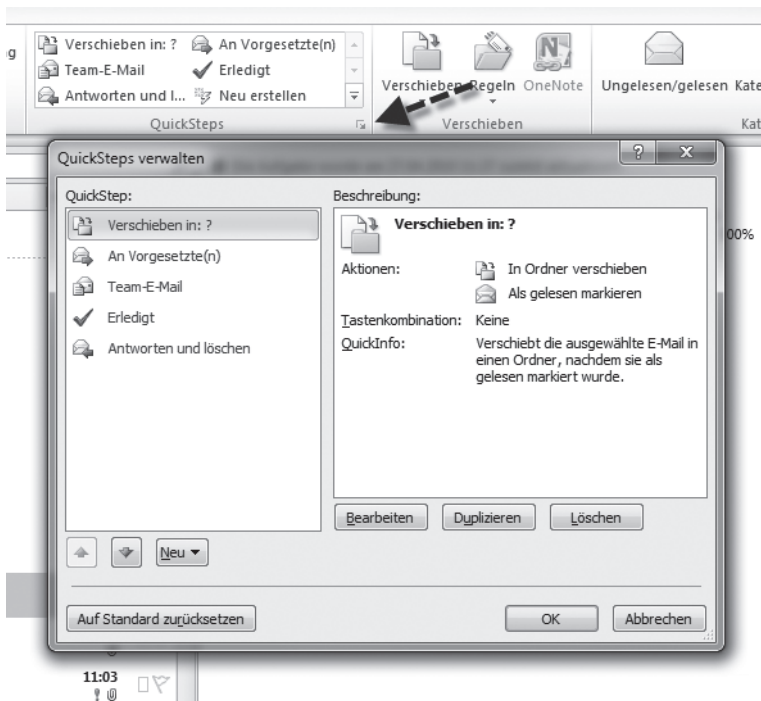 g
Verschieben in: ? An Vorgesetzte(n)
Team-E-Mail Erledigt
Antworten und l... Neu erstellen
QuickSteps
Verschieben Regeln OneNote
Verschieben
Ungelesen/gelesen Kate
Kat
QuickSteps verwalten
QuickStep:
Verschieben in: ?
An Vorgesetzte(n)
Team-E-Mail
Erledigt
Antworten und löschen
Neu
Beschreibung:
Verschieben in: ?
Aktionen: In Ordner verschieben
Als gelesen markieren
Tastenkombination: Keine
QuickInfo: Verschiebt die ausgewählte E-Mail in
einen Ordner, nachdem sie als
gelesen markiert wurde.
Bearbeiten Duplizieren Löschen
00%
Auf Standard zurücksetzen OK Abbrechen
11:03